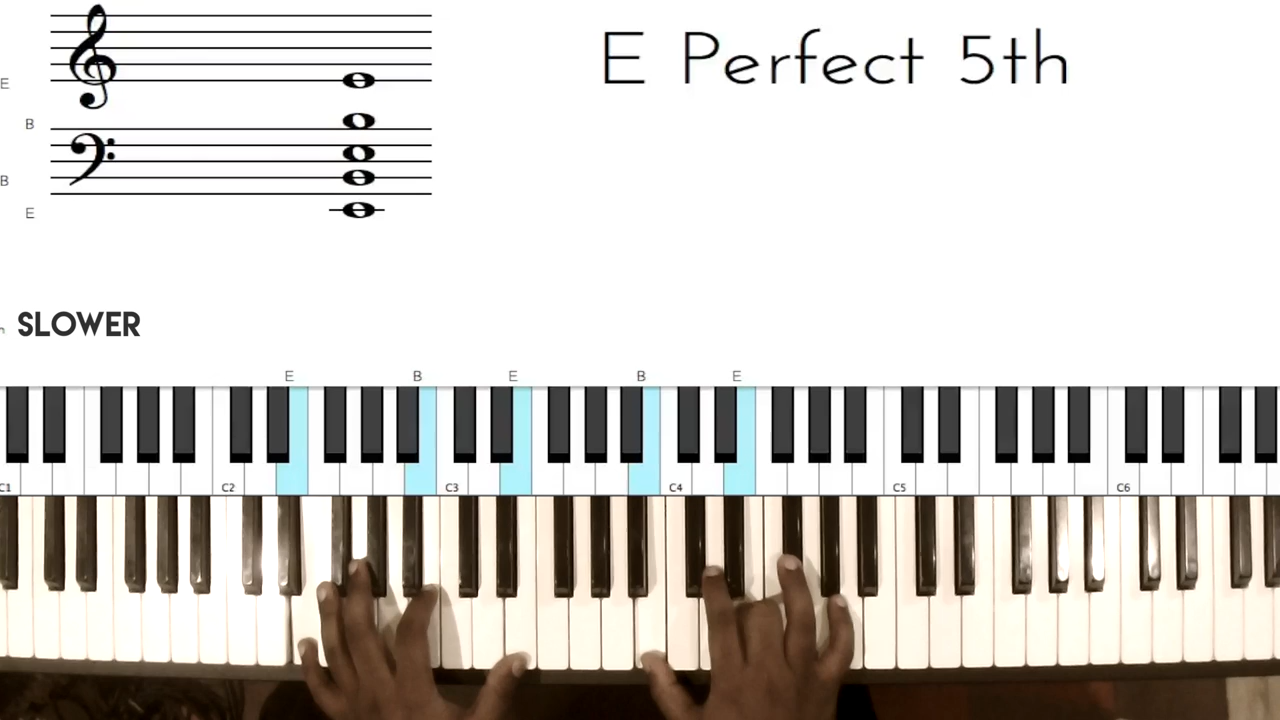 E Perfect 5th
E
B
B
E
SLOWER
E B E B E
C1 C2 C3 C4 C5 C6